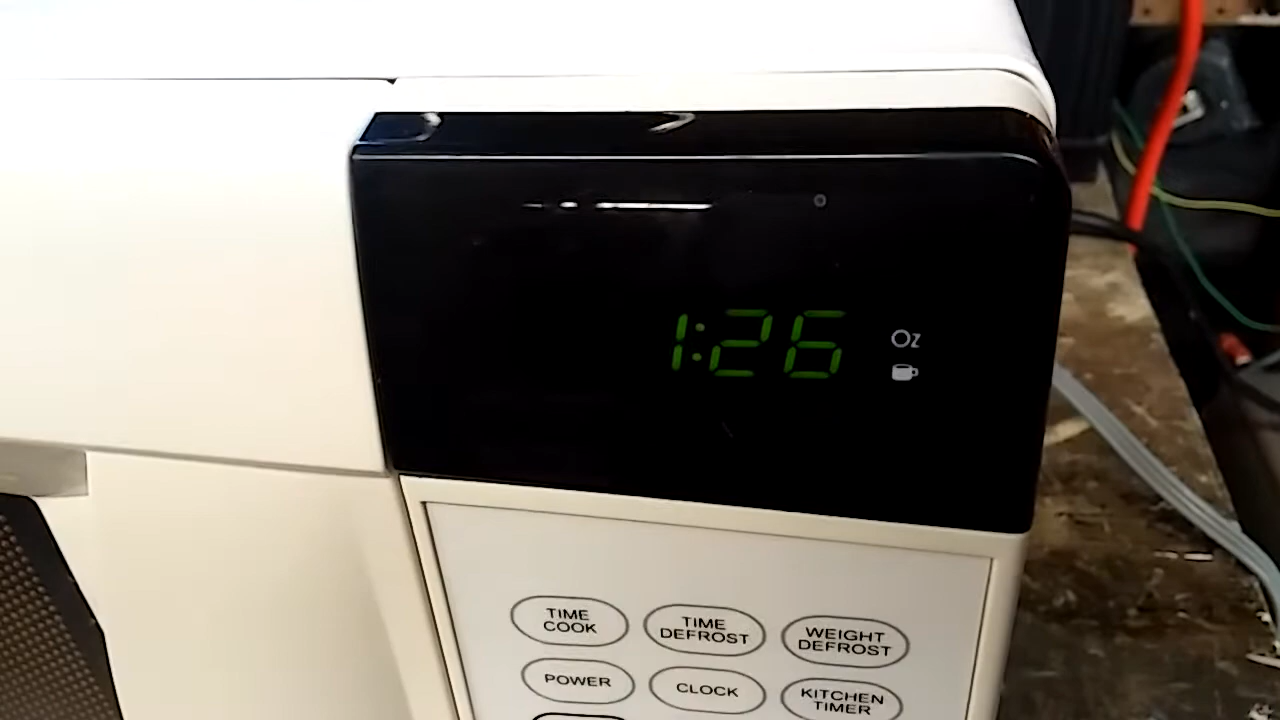 1:26
Oz
TIME
COOK
TIME
DEFROST
WEIGHT
DEFROST
POWER
CLOCK
KITCHEN
TIMER